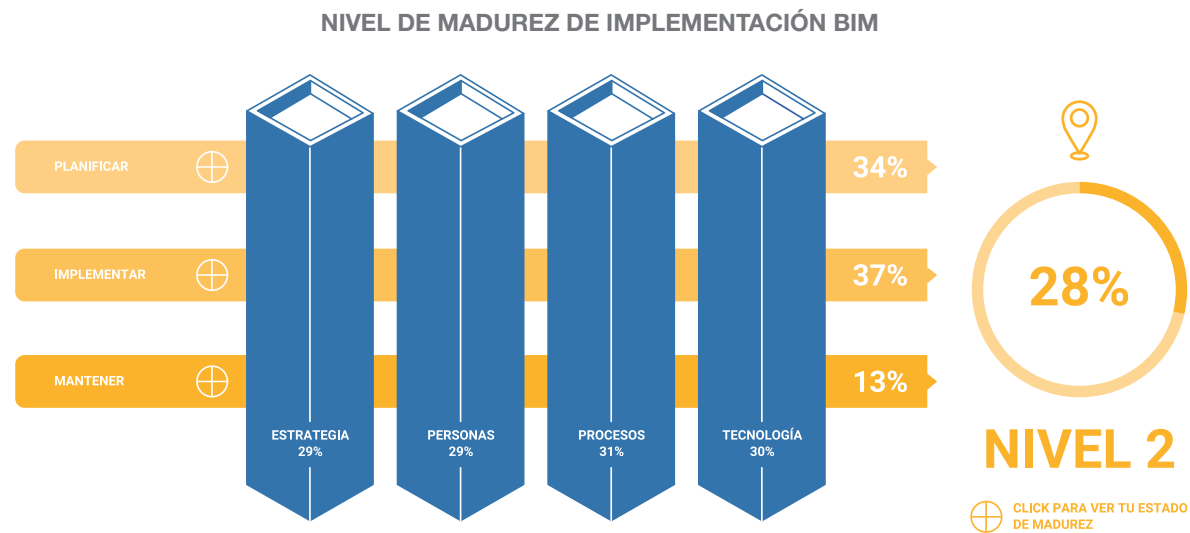 NIVEL DE MADUREZ DE IMPLEMENTACIÓN BIM
PLANIFICAR
34%
IMPLEMENTAR
37%
MANTENER
13%
ESTRATEGIA
29%
PERSONAS
29%
PROCESOS
31%
TECNOLOGÍA
30%
28%
NIVEL 2
CLICK PARA VER TU ESTADO
DE MADUREZ